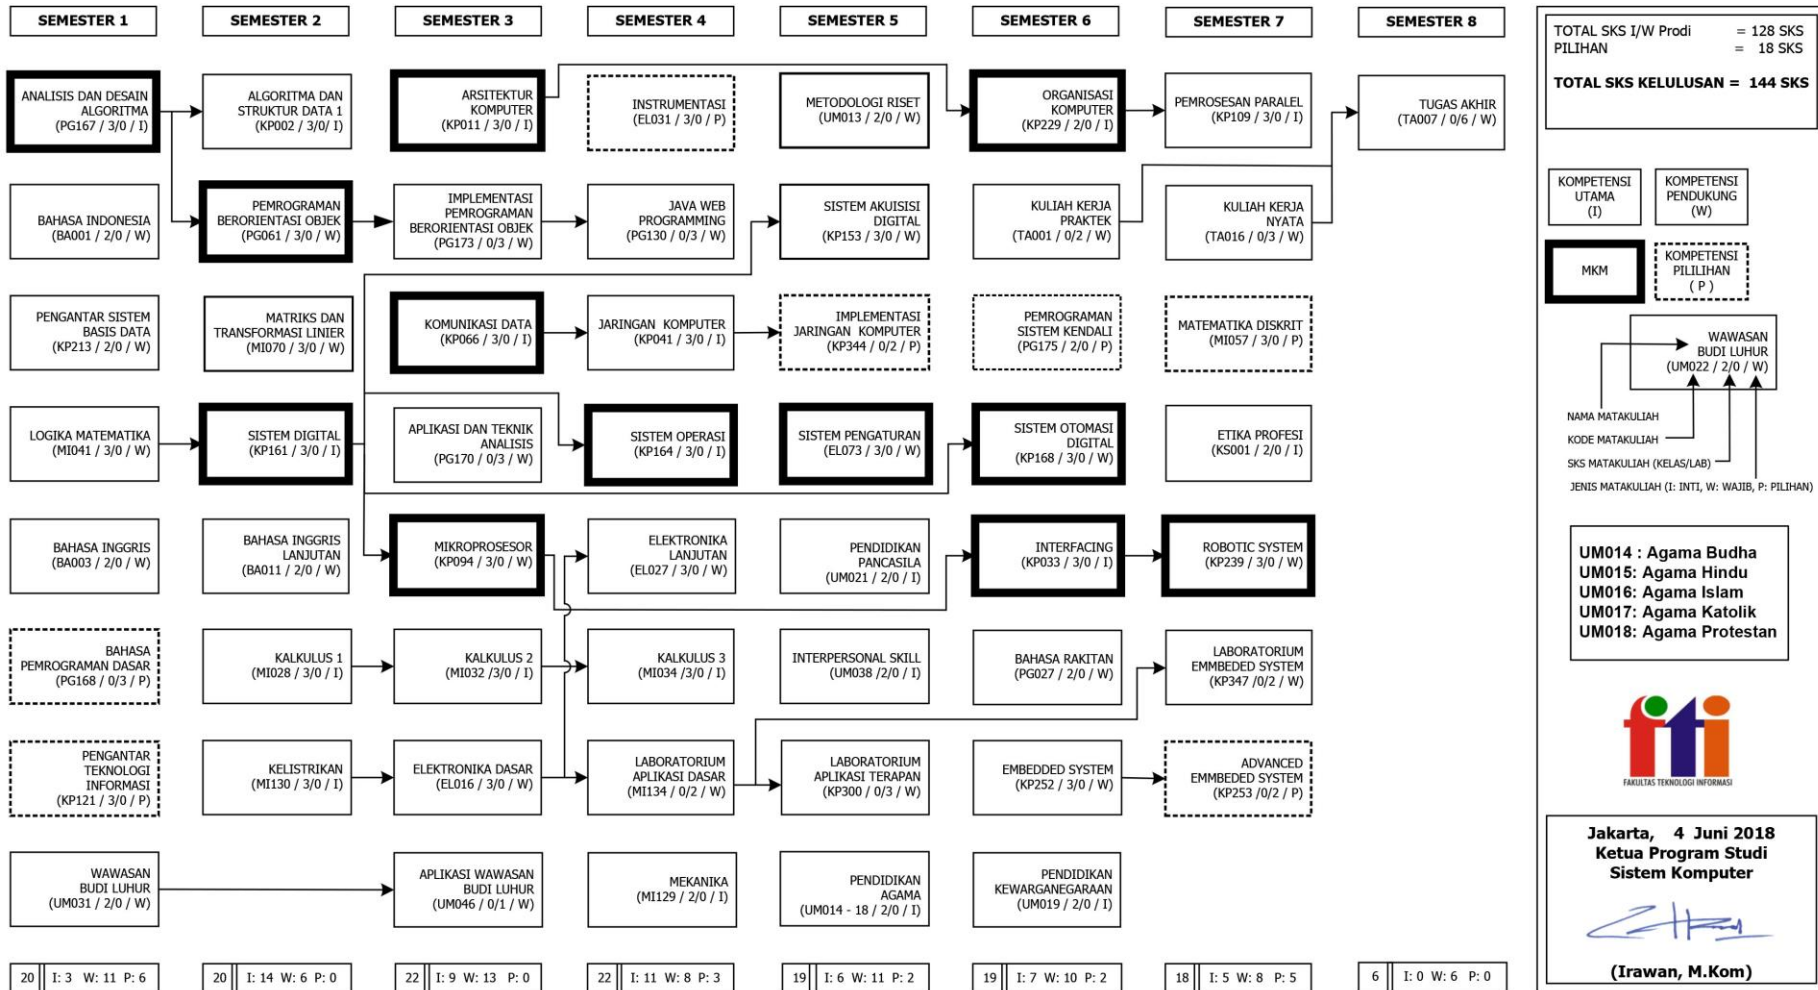 SEMESTER 1
SEMESTER 2
SEMESTER 3
SEMESTER 4
SEMESTER 5
SEMESTER 6
SEMESTER 7
SEMESTER 8
ANALISIS DAN DESAIN
ALGORITMA
(PG167 / 3/0 / I)
ALGORITMA DAN
STRUKTUR DATA 1
(KP002 / 3/0/ I)
ARSITEKTUR
KOMPUTER
(KP011 / 3/0 / I)
INSTRUMENTASI
(EL031 / 3/0 / P)
METODOLOGI RISET
(UM013 / 2/0 / W)
ORGANISASI
KOMPUTER
(KP229 / 2/0 / I)
PEMROSESAN PARALEL
(KP109 / 3/0 / I)
TUGAS AKHIR
(TA007 / 0/6 / W)
BAHASA INDONESIA
(BA001 / 2/0 / W)
PEMROGRAMAN
BERORIENTASI OBJEK
(PG061 / 3/0 / W)
IMPLEMENTASI
PEMROGRAMAN
BERORIENTASI OBJEK
(PG173 / 0/3 / W)
JAVA WEB
PROGRAMMING
(PG130 / 0/3 / W)
SISTEM AKUISISI
DIGITAL
(KP153 / 3/0 / W)
KULIAH KERJA
PRAKTEK
(TA001 / 0/2 / W)
KULIAH KERJA
NYATA
(TA016 / 0/3 / W)
PENGANTAR SISTEM
BASIS DATA
(KP213 / 2/0 / W)
MATRIKS DAN
TRANSFORMASI LINIER
(MI070 / 3/0 / W)
KOMUNIKASI DATA
(KP066 / 3/0 / I)
JARINGAN KOMPUTER
(KP041 / 3/0 / I)
IMPLEMENTASI
JARINGAN KOMPUTER
(KP344 / 0/2 / P)
PEMROGRAMAN
SISTEM KENDALI
(PG175 / 2/0 / P)
MATEMATIKA DISKRIT
(MI057 / 3/0 / P)
LOGIKA MATEMATIKA
(MI041 / 3/0 / W)
SISTEM DIGITAL
(KP161 / 3/0 / I)
APLIKASI DAN TEKNIK
ANALISIS
(PG170 / 0/3 / W)
SISTEM OPERASI
(KP164 / 3/0 / I)
SISTEM PENGATURAN
(EL073 / 3/0 / W)
SISTEM OTOMASI
DIGITAL
(KP168 / 3/0 / W)
ETIKA PROFESI
(KS001 / 2/0 / I)
BAHASA INGGRIS
(BA003 / 2/0 / W)
BAHASA INGGRIS
LANJUTAN
(BA011 / 2/0 / W)
MIKROPROSESOR
(KP094 / 3/0 / W)
ELEKTRONIKA
LANJUTAN
(EL027 / 3/0 / W)
PENDIDIKAN
PANCASILA
(UM021 / 2/0 / I)
INTERFACING
(KP033 / 3/0 / I)
ROBOTIC SYSTEM
(KP239 / 3/0 / W)
BAHASA
PEMROGRAMAN DASAR
(PG168 / 0/3 / P)
KALKULUS 1
(MI028 / 3/0 / I)
KALKULUS 2
(MI032 /3/0 / I)
KALKULUS 3
(MI034 /3/0 / I)
INTERPERSONAL SKILL
(UM038 /2/0 / I)
BAHASA RAKITAN
(PG027 / 2/0 / W)
LABORATORIUM
EMMBEDED SYSTEM
(KP347 /0/2 / W)
PENGANTAR
TEKNOLOGI
INFORMASI
(KP121 / 3/0 / P)
KELISTRIKAN
(MI130 / 3/0 / I)
ELEKTRONIKA DASAR
(EL016 / 3/0 / W)
LABORATORIUM
APLIKASI DASAR
(MI134 / 0/2 / W)
LABORATORIUM
APLIKASI TERAPAN
(KP300 / 0/3 / W)
EMBEDDED SYSTEM
(KP252 / 3/0 / W)
ADVANCED
EMMBEDED SYSTEM
(KP253 /0/2 / P)
WAWASAN
BUDI LUHUR
(UM031 / 2/0 / W)
APLIKASI WAWASAN
BUDI LUHUR
(UM046 / 0/1 / W)
MEKANIKA
(MI129 / 2/0 / I)
PENDIDIKAN
AGAMA
(UM014 - 18 / 2/0 / I)
PENDIDIKAN
KEWARGANEGARAAN
(UM019 / 2/0 / I)
20 I: 3 W: 11 P: 6
20 I: 14 W: 6 P: 0
22 I: 9 W: 13 P: 0
22 I: 11 W: 8 P: 3
19 I: 6 W: 11 P: 2
19 I: 7 W: 10 P: 2
18 I: 5 W: 8 P: 5
6 I: 0 W: 6 P: 0
TOTAL SKS I/W Prodi = 128 SKS
PILIHAN = 18 SKS
TOTAL SKS KELULUSAN = 144 SKS
KOMPETENSI
UTAMA
(I)
KOMPETENSI
PENDUKUNG
(W)
MKM
KOMPETENSI
PILILIHAN
( P )
WAWASAN
BUDI LUHUR
(UM022 / 2/0 / W)
NAMA MATAKULIAH
KODE MATAKULIAH
SKS MATAKULIAH (KELAS/LAB)
JENIS MATAKULIAH (I: INTI, W: WAJIB, P: PILIHAN)
UM014 : Agama Budha
UM015: Agama Hindu
UM016: Agama Islam
UM017: Agama Katolik
UM018: Agama Protestan
fti
FAKULTAS TEKNOLOGI INFORMASI
Jakarta, 4 Juni 2018
Ketua Program Studi
Sistem Komputer
(Irawan, M.Kom)